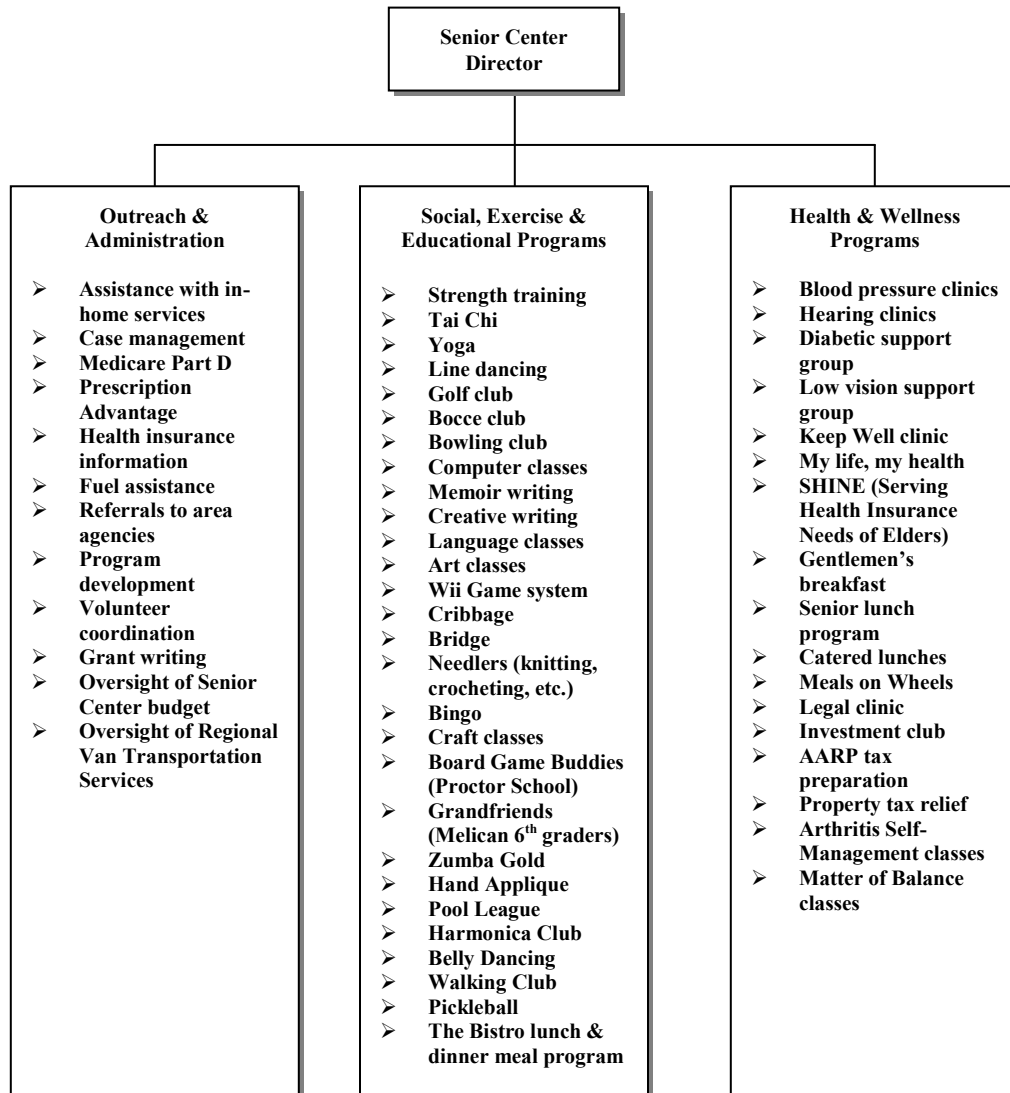 Senior Center
Director
Outreach &
Administration
➢ Assistance with in-
home services
➢ Case management
➢ Medicare Part D
➢ Prescription
Advantage
➢ Health insurance
information
➢ Fuel assistance
➢ Referrals to area
agencies
➢ Program
development
➢ Volunteer
coordination
➢ Grant writing
➢ Oversight of Senior
Center budget
➢ Oversight of Regional
Van Transportation
Services
Social, Exercise &
Educational Programs
➢ Strength training
➢ Tai Chi
➢ Yoga
➢ Line dancing
➢ Golf club
➢ Bocce club
➢ Bowling club
➢ Computer classes
➢ Memoir writing
➢ Creative writing
➢ Language classes
➢ Art classes
➢ Wii Game system
➢ Cribbage
➢ Bridge
➢ Needlers (knitting,
crocheting, etc.)
➢ Bingo
➢ Craft classes
➢ Board Game Buddies
(Proctor School)
➢ Grandfriends
(Melican 6th graders)
➢ Zumba Gold
➢ Hand Applique
➢ Pool League
➢ Harmonica Club
➢ Belly Dancing
➢ Walking Club
➢ Pickleball
➢ The Bistro lunch &
dinner meal program
Health & Wellness
Programs
➢ Blood pressure clinics
➢ Hearing clinics
➢ Diabetic support
group
➢ Low vision support
group
➢ Keep Well clinic
➢ My life, my health
➢ SHINE (Serving
Health Insurance
Needs of Elders)
➢ Gentlemen’s
breakfast
➢ Senior lunch
program
➢ Catered lunches
➢ Meals on Wheels
➢ Legal clinic
➢ Investment club
➢ AARP tax
preparation
➢ Property tax relief
➢ Arthritis Self-
Management classes
➢ Matter of Balance
classes